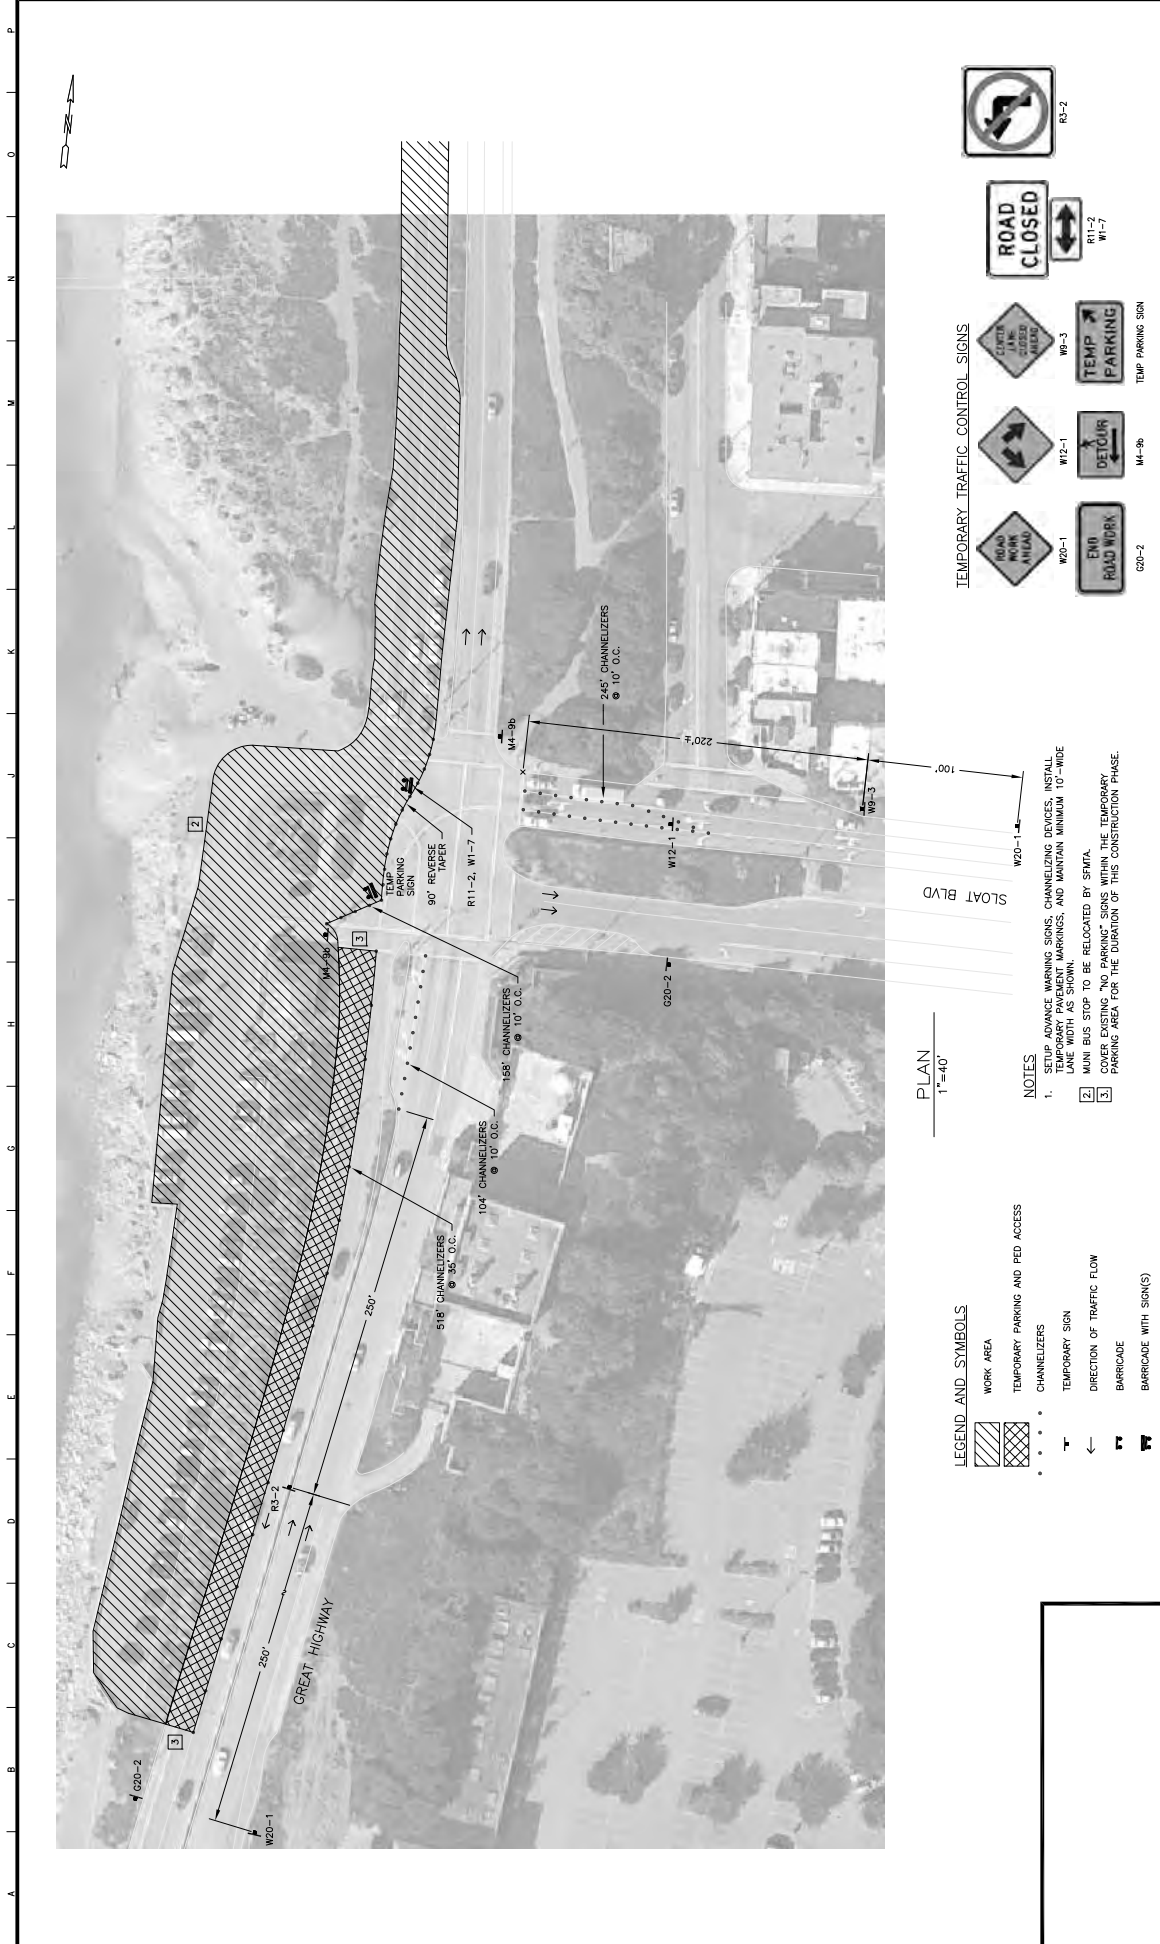 A
B
C
D
E
F
G
H
J
K
L
M
N
O
P
N
2
3
3
G20-2
W20-1
250'
GREAT HIGHWAY
R3-2
250'
518' CHANNELIZERS
@ 35' O.C.
104' CHANNELIZERS
@ 10' O.C.
158' CHANNELIZERS
@ 10' O.C.
M4-9b
TEMP
PARKING
SIGN
90' REVERSE
TAPER
R11-2, W1-7
M4-9b
245' CHANNELIZERS
@ 10' O.C.
220'±
100'
W12-1
W9-3
W20-1
G20-2
SLOAT BLVD
PLAN
1"=40'
LEGEND AND SYMBOLS
WORK AREA
TEMPORARY PARKING AND PED ACCESS
CHANNELIZERS
TEMPORARY SIGN
DIRECTION OF TRAFFIC FLOW
BARRICADE
BARRICADE WITH SIGN(S)
NOTES
1. SETUP ADVANCE WARNING SIGNS, CHANNELIZING DEVICES, INSTALL
TEMPORARY PAVEMENT MARKINGS, AND MAINTAIN MINIMUM 10'-WIDE
LANE WIDTH AS SHOWN.
2. MUNI BUS STOP TO BE RELOCATED BY SFMTA.
3. COVER EXISTING "NO PARKING" SIGNS WITHIN THE TEMPORARY
PARKING AREA FOR THE DURATION OF THIS CONSTRUCTION PHASE.
TEMPORARY TRAFFIC CONTROL SIGNS
ROAD
WORK
AHEAD
W20-1
W12-1
CENTER
LANE
CLOSED
AHEAD
W9-3
ROAD
CLOSED
R11-2
W1-7
R3-2
END
ROAD WORK
G20-2
DETOUR
M4-9b
TEMP
PARKING
TEMP PARKING SIGN